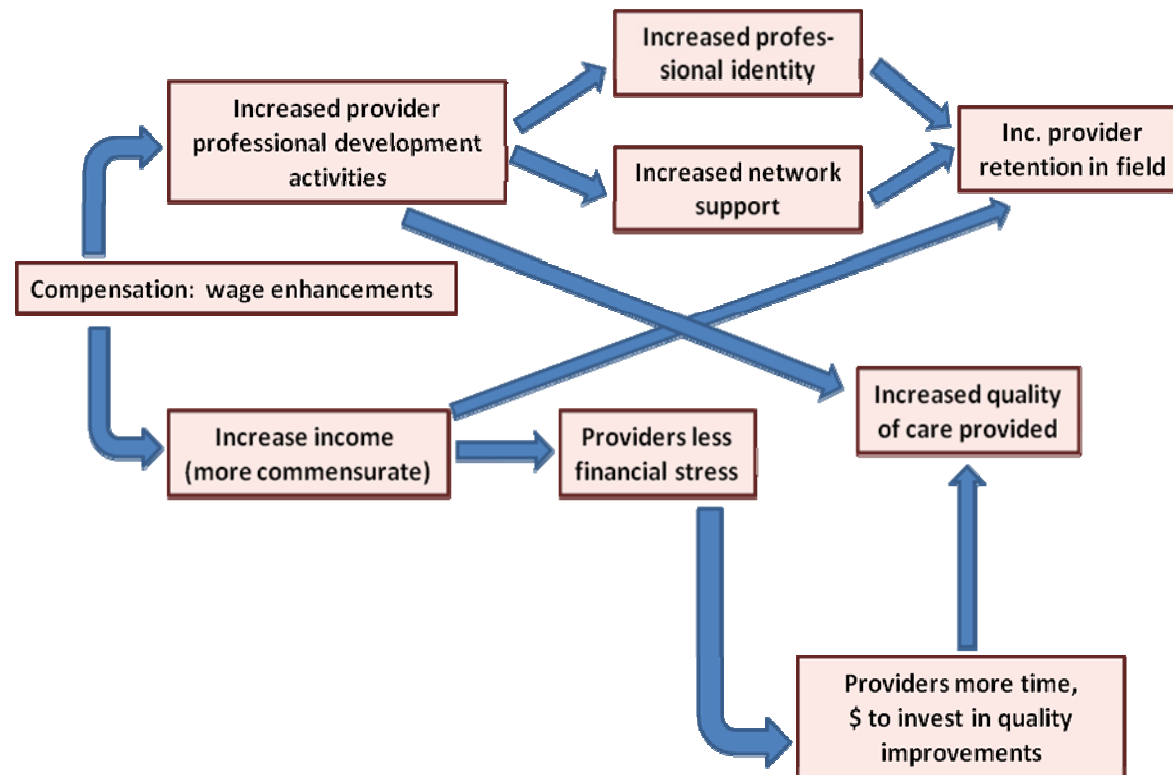 Increased profes-
sional identity
Increased provider
professional development
activities
Inc. provider
retention in field
Increased network
support
Compensation:  wage enhancements
Increased quality
of care provided
Increase income
(more commensurate)
Providers less
financial stress
Providers more time,
$ to invest in quality
improvements